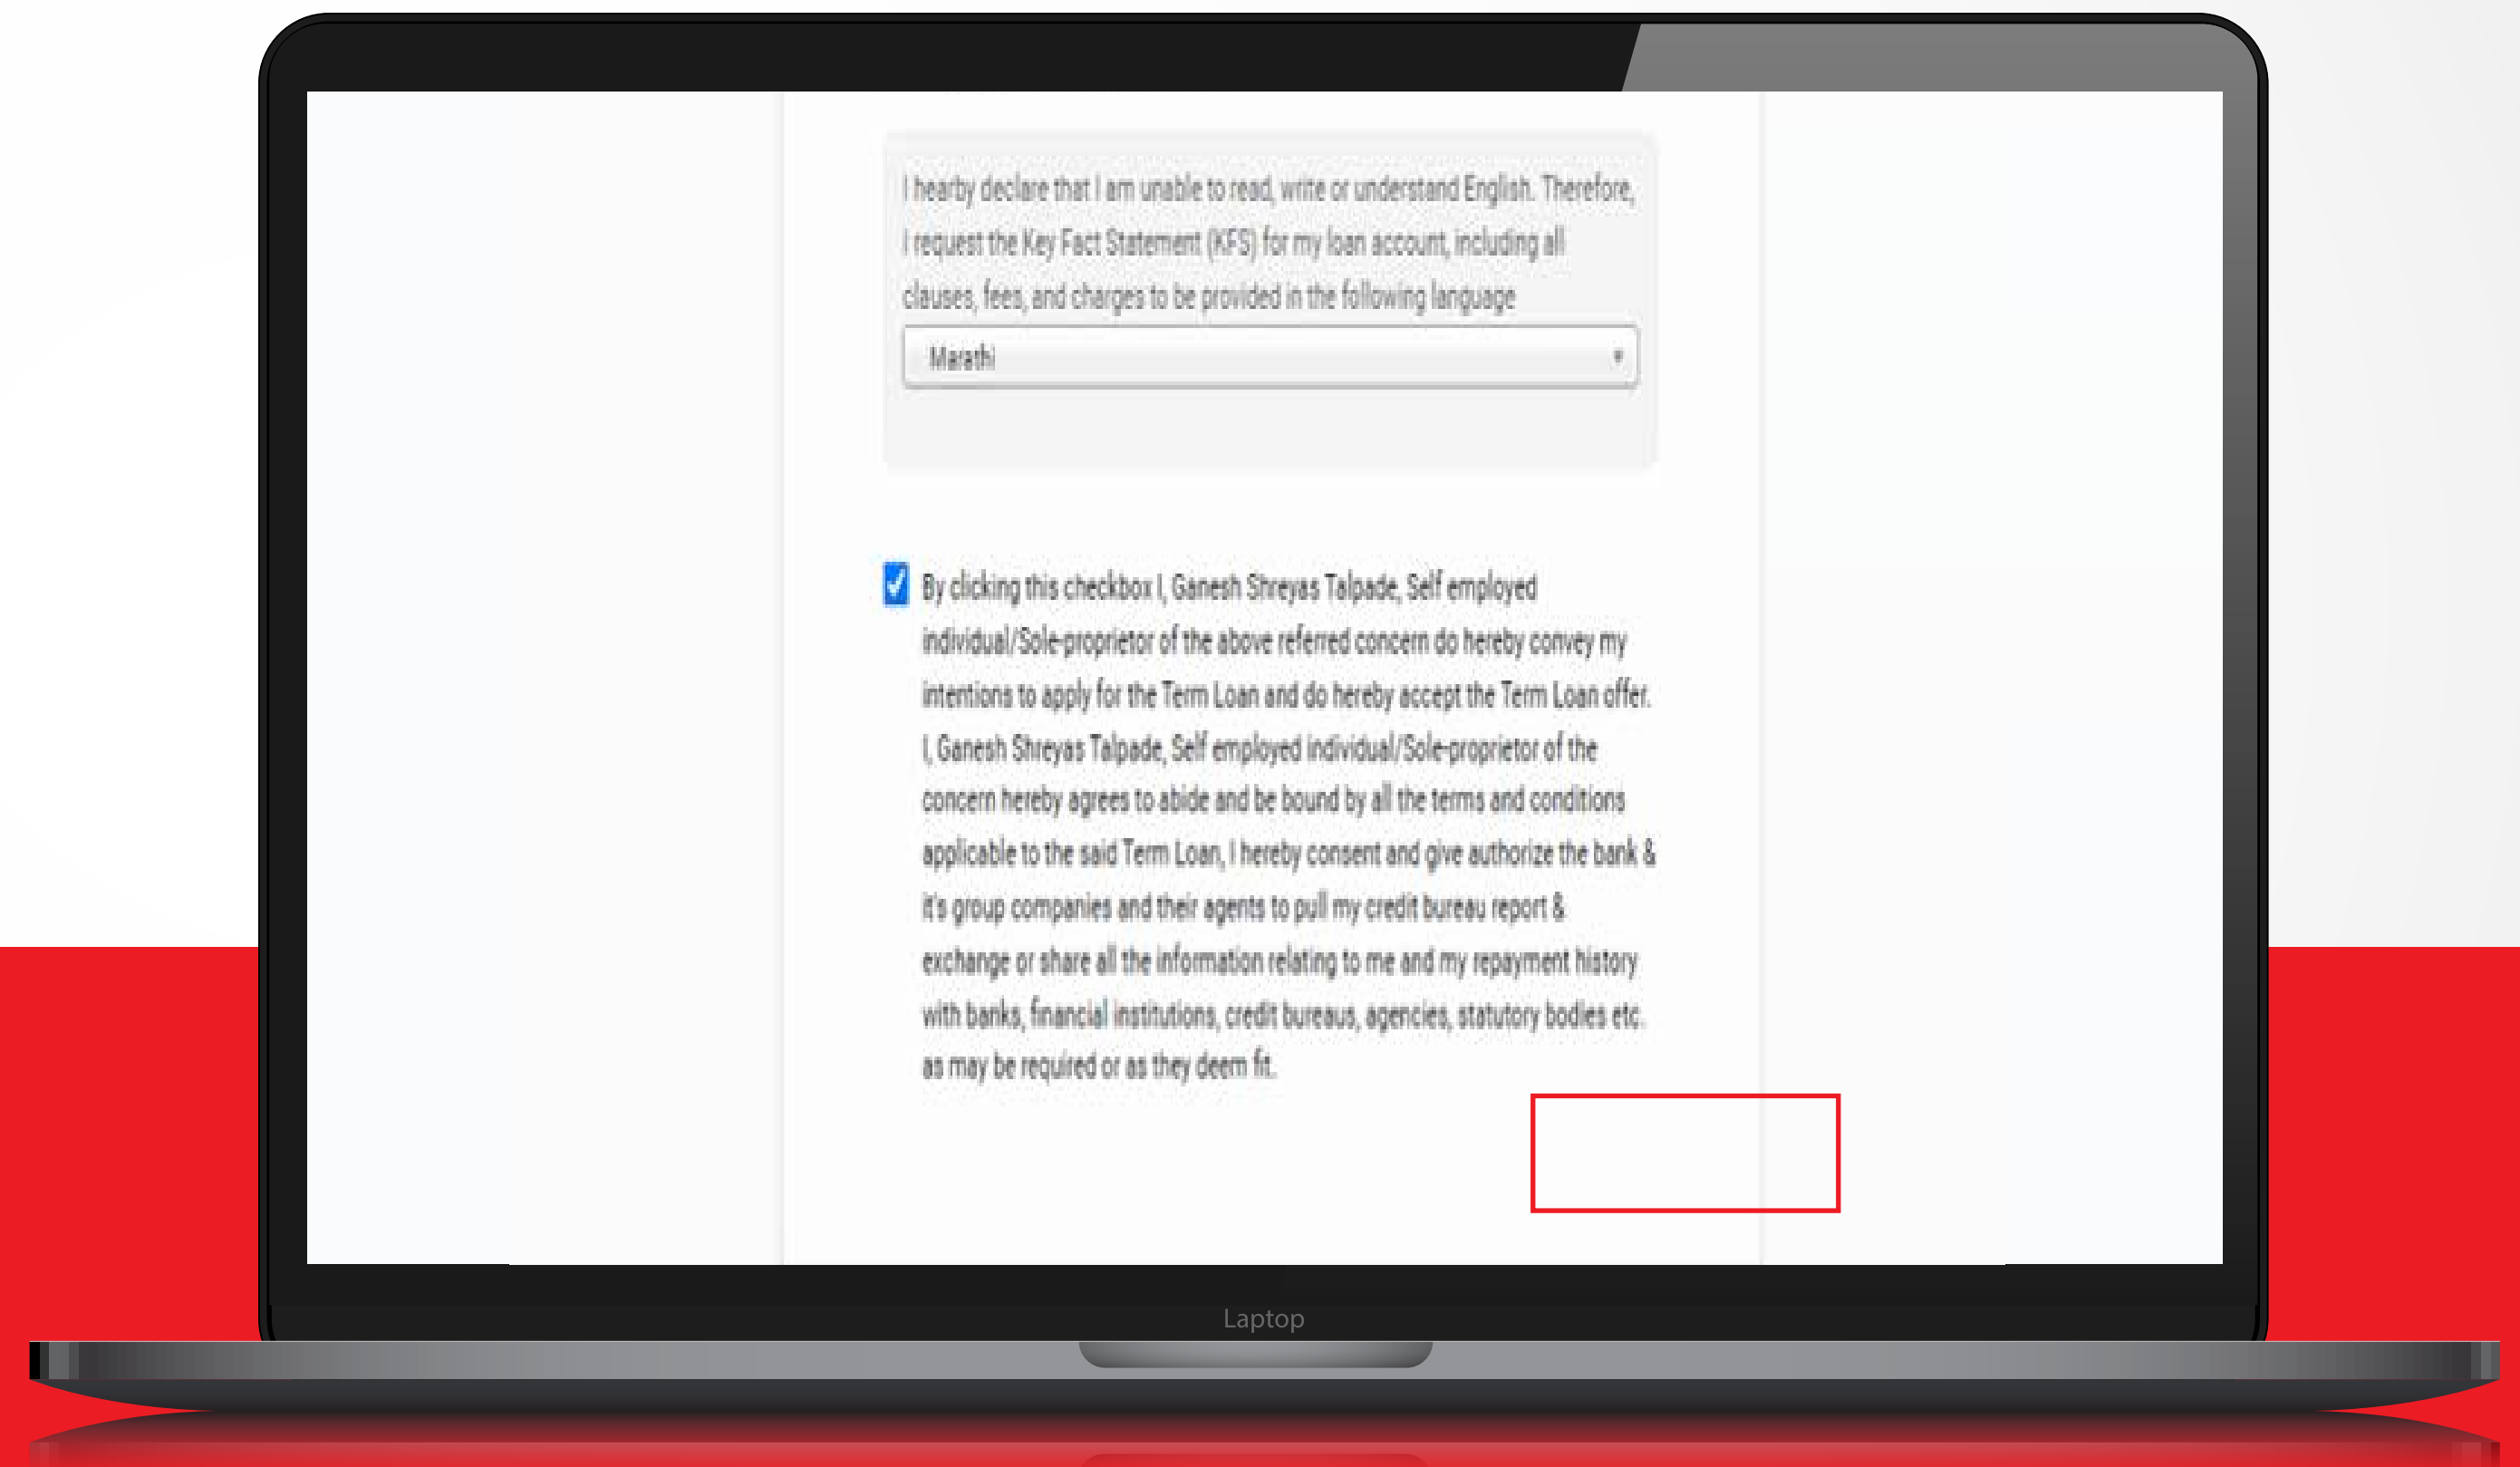 I hearby declare that I am unable to read, write or understand English. Therefore,
I request the Key Fact Statement (KFS) for my loan account, including all
clauses, fees, and charges to be provided in the following language
Marathi
By clicking this checkbox I, Ganesh Shreyas Talpade, Self employed
individual/Sole-proprietor of the above referred concern do hereby convey my
intentions to apply for the Term Loan and do hereby accept the Term Loan offer.
I, Ganesh Shreyas Talpade, Self employed individual/Sole-proprietor of the
concern hereby agrees to abide and be bound by all the terms and conditions
applicable to the said Term Loan, I hereby consent and give authorize the bank &
it's group companies and their agents to pull my credit bureau report &
exchange or share all the information relating to me and my repayment history
with banks, financial institutions, credit bureaus, agencies, statutory bodies etc.
as may be required or as they deem fit.
Laptop